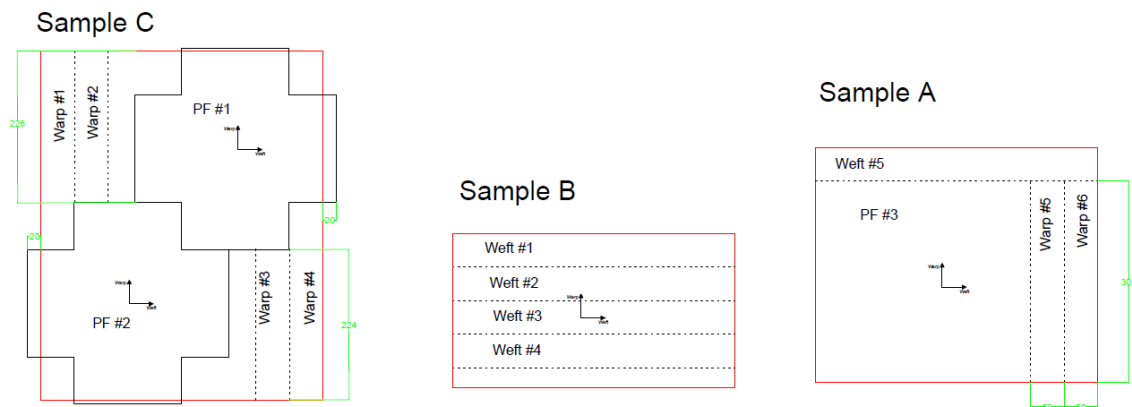 Sample C
Warp #1
Warp #2
PF #1
Warp
Weft
226
-20
-20
Warp
Weft
PF #2
Warp #3
Warp #4
224
Sample B
Weft #1
Weft #2
Weft #3
Weft #4
Warp
Weft
Sample A
Weft #5
PF #3
Warp #5
Warp #6
Warp
Weft
30